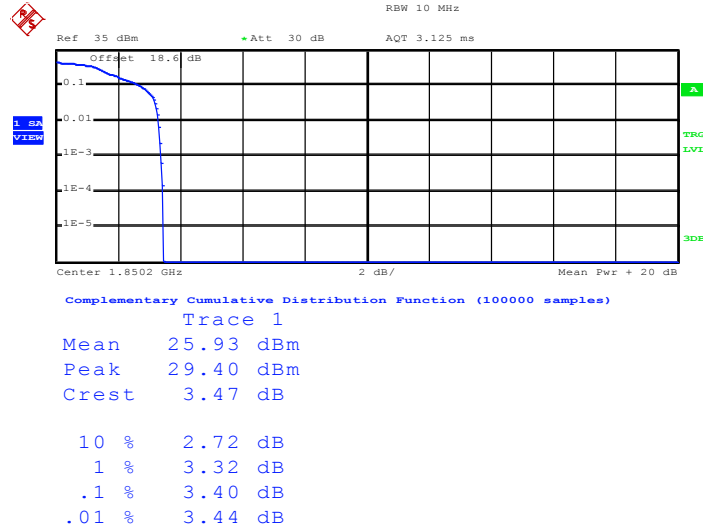 RBW 10 MHz
Ref 35 dBm * Att 30 dB AQT 3.125 ms
Offset 18.6 dB
0.1
A
0.01
1 SA
VIEW
TRG
LVL
1E-3
1E-4
1E-5
3DB
Center 1.8502 GHz 2 dB/ Mean Pwr + 20 dB
Complementary Cumulative Distribution Function (100000 samples)
Trace 1
Mean 25.93 dBm
Peak 29.40 dBm
Crest 3.47 dB
10 % 2.72 dB
1 % 3.32 dB
.1 % 3.40 dB
.01 % 3.44 dB